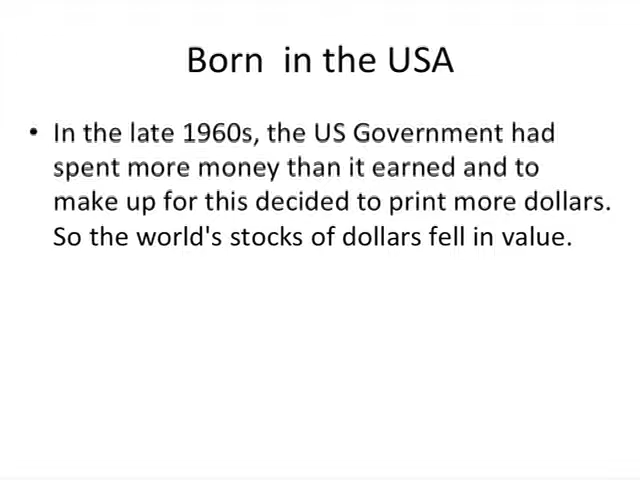 Born  in the USA
• In the late 1960s, the US Government had
spent more money than it earned and to
make up for this decided to print more dollars.
So the world's stocks of dollars fell in value.